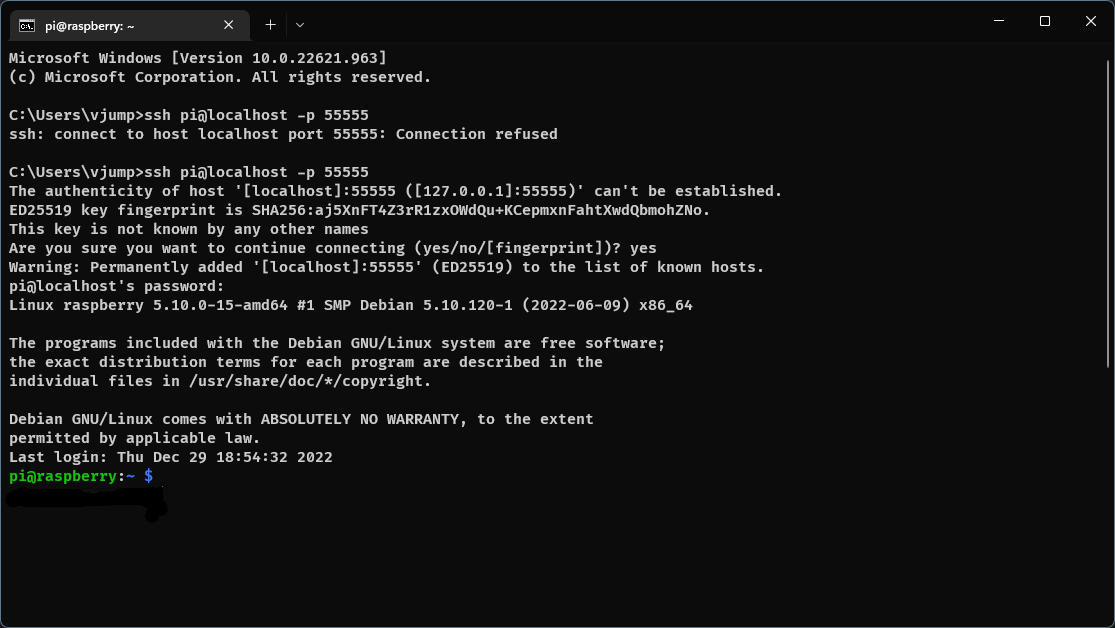 pi@raspberry: ~
Microsoft Windows [Version 10.0.22621.963]
(c) Microsoft Corporation. All rights reserved.
C:\Users\vjump>ssh pi@localhost -p 55555
ssh: connect to host localhost port 55555: Connection refused
C:\Users\vjump>ssh pi@localhost -p 55555
The authenticity of host '[localhost]:55555 ([127.0.0.1]:55555)' can't be established.
ED25519 key fingerprint is SHA256:aj5XnFT4Z3rR1zxOWdQu+KCepmxnFahtXwdQbmohZNo.
This key is not known by any other names
Are you sure you want to continue connecting (yes/no/[fingerprint])? yes
Warning: Permanently added '[localhost]:55555' (ED25519) to the list of known hosts.
pi@localhost's password:
Linux raspberry 5.10.0-15-amd64 #1 SMP Debian 5.10.120-1 (2022-06-09) x86_64
The programs included with the Debian GNU/Linux system are free software;
the exact distribution terms for each program are described in the
individual files in /usr/share/doc/*/copyright.
Debian GNU/Linux comes with ABSOLUTELY NO WARRANTY, to the extent
permitted by applicable law.
Last login: Thu Dec 29 18:54:32 2022
pi@raspberry:~ $